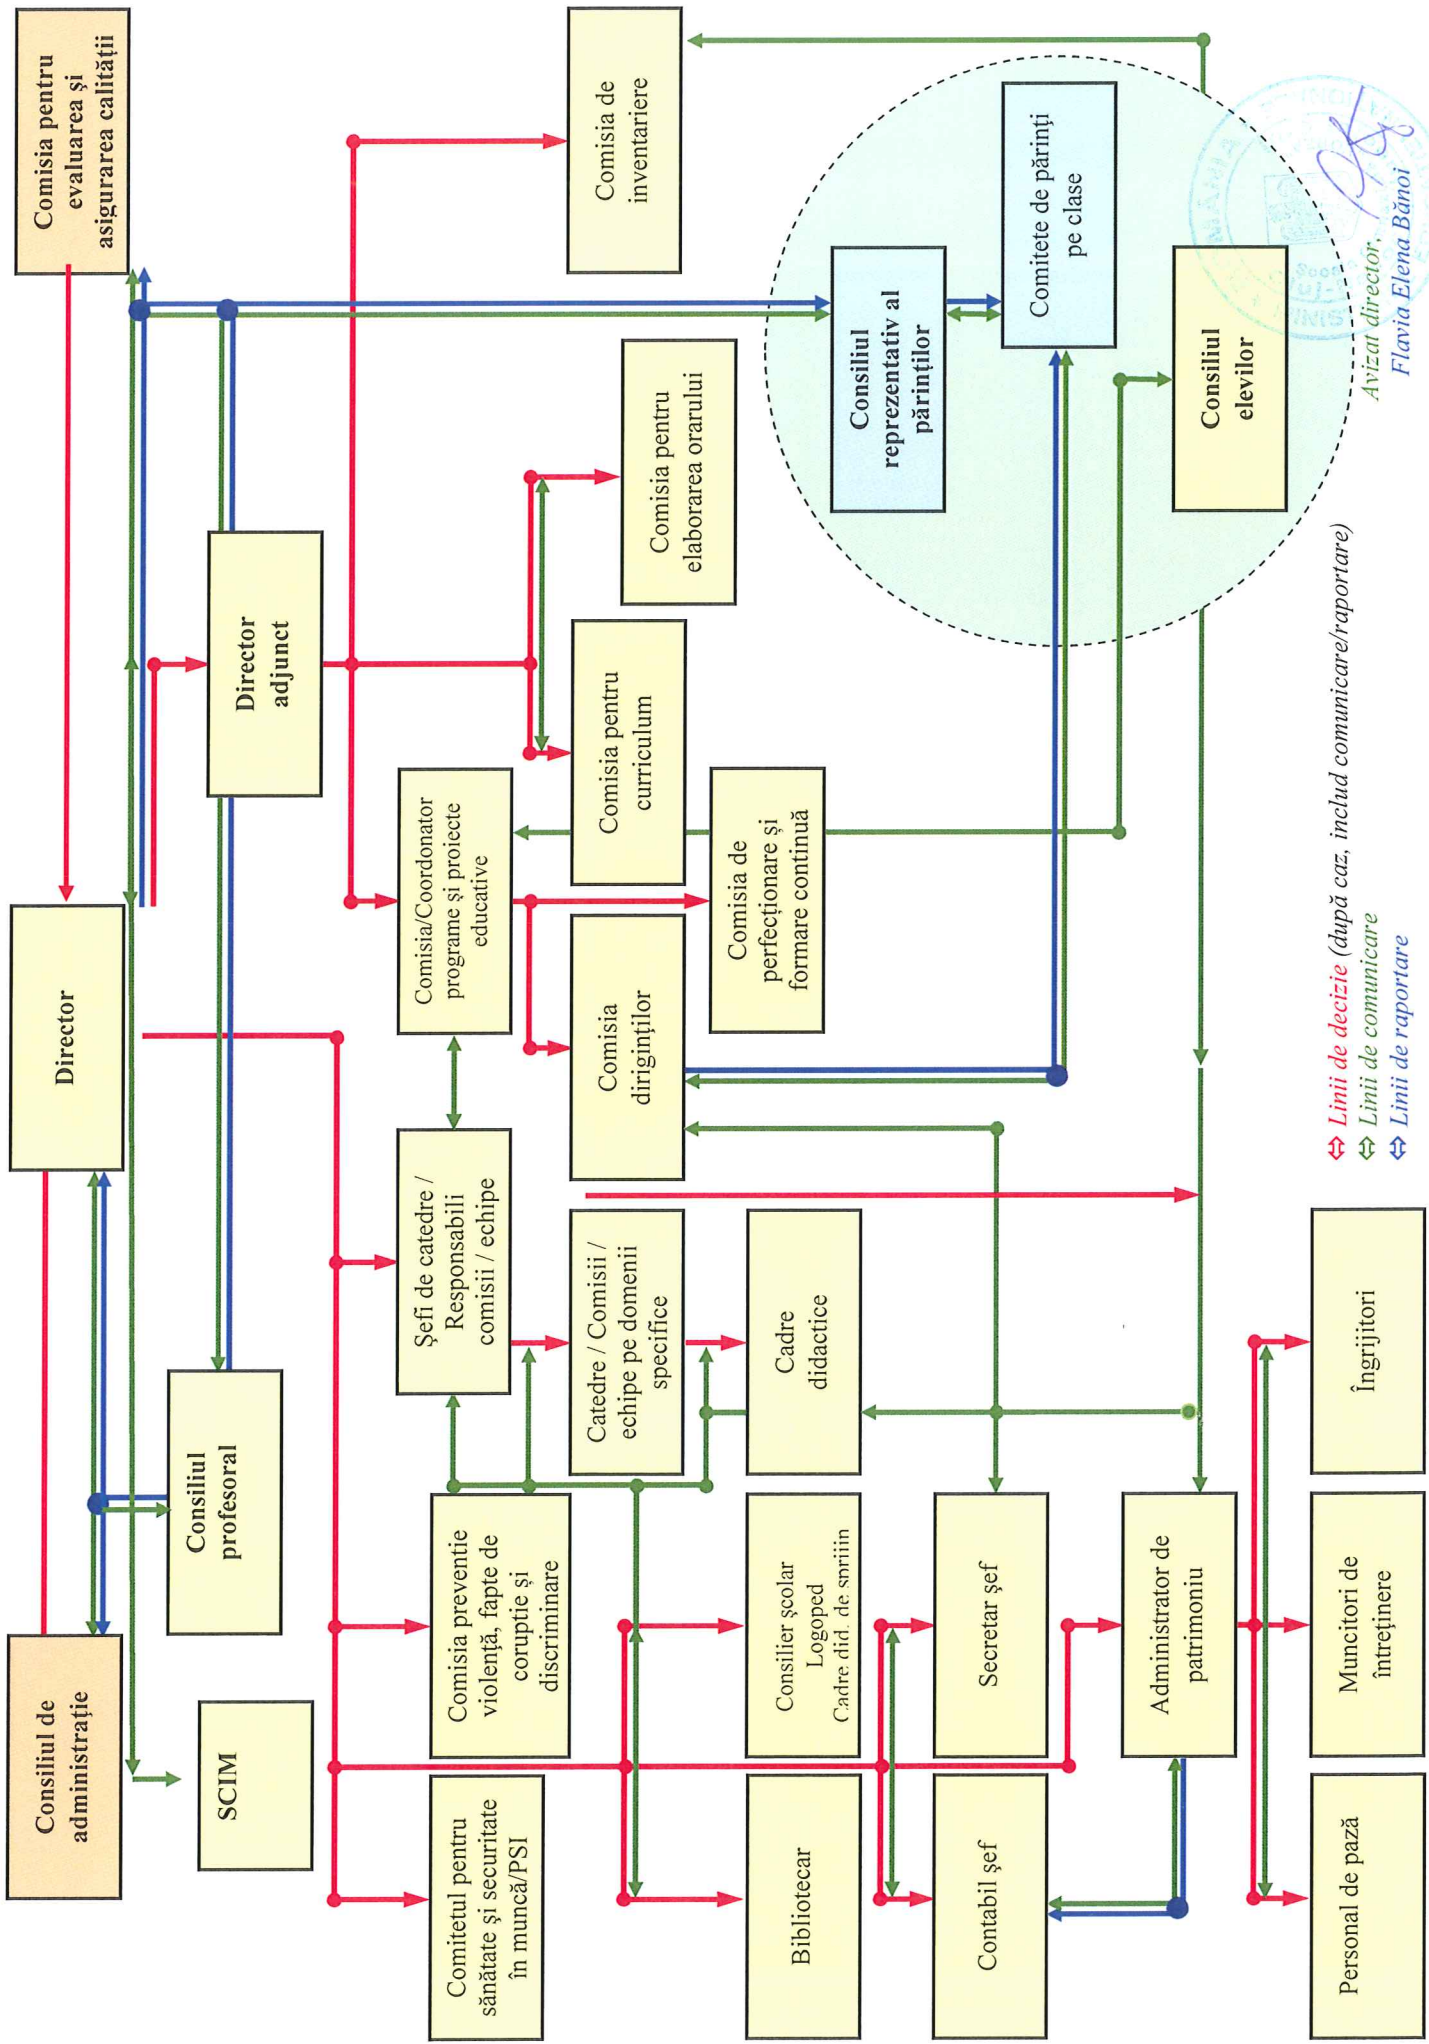 Consiliul de
administrație
Director
Comisia pentru
evaluarea și
asigurarea calității
SCIM
Consiliul
profesoral
Director
adjunct
Comitetul pentru
sănătate și securitate
în muncă/PSI
Comisia preventie
violență, fapte de
corupție și
discriminare
Șefi de catedre /
Responsabili
comisii / echipe
Comisia/Coordonator
programe și proiecte
educative
Catedre / Comisii /
echipe pe domenii
specifice
Comisia
diriginților
Comisia pentru
curriculum
Comisia pentru
elaborarea orarului
Comisia de
inventariere
Comisia de
perfecționare și
formare continuă
Bibliotecar
Consilier școlar
Logoped
Cadre did. de sprijin
Cadre
didactice
Consiliul
reprezentativ al
părinților
Contabil șef
Secretar șef
Comitete de părinți
pe clase
Administrator de
patrimoniu
Consiliul
elevilor
Personal de pază
Muncitori de
întreținere
Îngrijitori
⇔ Linii de decizie (după caz, includ comunicare/raportare)
⇔ Linii de comunicare
⇔ Linii de raportare
Avizat director,
Flavia Elena Bănoi